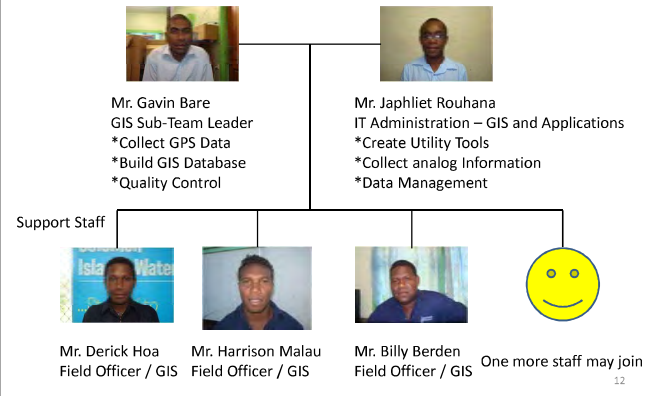 Mr. Gavin Bare
GIS Sub-Team Leader
*Collect GPS Data
*Build GIS Database
*Quality Control
Mr. Japhliet Rouhana
IT Administration – GIS and Applications
*Create Utility Tools
*Collect analog Information
*Data Management
Support Staff
Solomon
Islands Water
Mr. Derick Hoa
Field Officer / GIS
Mr. Harrison Malau
Field Officer / GIS
Mr. Billy Berden
Field Officer / GIS
One more staff may join
12